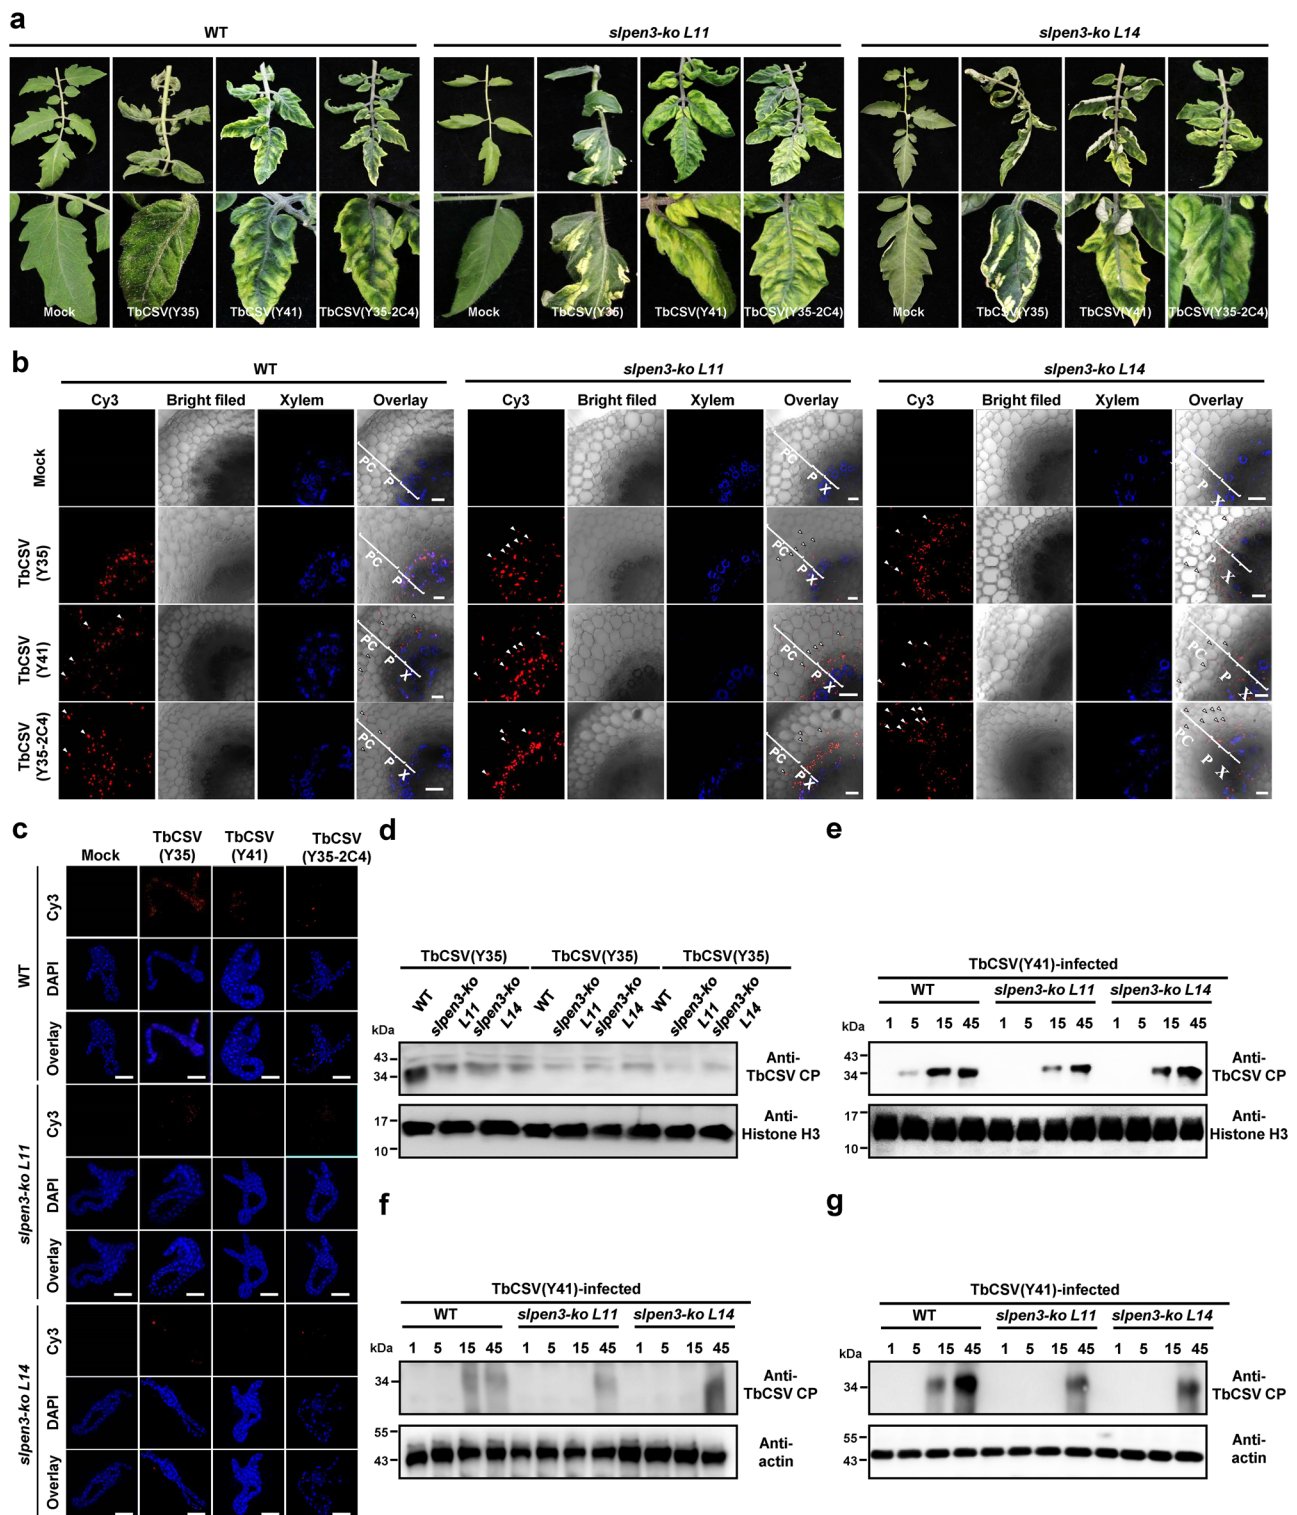 a
WT
slpen3-ko L11
slpen3-ko L14
Mock
TbCSV(Y35)
TbCSV(Y41)
TbCSV(Y35-2C4)
Mock
TbCSV(Y35)
TbCSV(Y41)
TbCSV(Y35-2C4)
Mock
TbCSV(Y35)
TbCSV(Y41)
TbCSV(Y35-2C4)
b
WT
slpen3-ko L11
slpen3-ko L14
Cy3 Bright filed Xylem Overlay
Cy3 Bright filed Xylem Overlay
Cy3 Bright filed Xylem Overlay
Mock
PC P
PC P X
P X
TbCSV
(Y35)
PC P
PC P X
P X
TbCSV
(Y41)
PC P X
PC P X
PC P X
TbCSV
(Y35-2C4)
PC P X
PC P X
PC P X
c
Mock
TbCSV
(Y35)
TbCSV
(Y41)
TbCSV
(Y35-2C4)
WT
Cy3
DAPI
Overlay
slpen3-ko L11
Cy3
DAPI
Overlay
slpen3-ko L14
Cy3
DAPI
Overlay
d
TbCSV(Y35) TbCSV(Y35) TbCSV(Y35)
WT
slpen3-ko
L11
slpen3-ko
L14
WT
slpen3-ko
L11
slpen3-ko
L14
WT
slpen3-ko
L11
slpen3-ko
L14
kDa
43
34
Anti-
TbCSV CP
17
10
Anti-
Histone H3
e
TbCSV(Y41)-infected
WT slpen3-ko L11 slpen3-ko L14
kDa 1 5 15 45 1 5 15 45 1 5 15 45
43
34
Anti-
TbCSV CP
17
10
Anti-
Histone H3
f
TbCSV(Y41)-infected
WT slpen3-ko L11 slpen3-ko L14
kDa 1 5 15 45 1 5 15 45 1 5 15 45
34
Anti-
TbCSV CP
55
43
Anti-
actin
g
TbCSV(Y41)-infected
WT slpen3-ko L11 slpen3-ko L14
kDa 1 5 15 45 1 5 15 45 1 5 15 45
34
Anti-
TbCSV CP
55
43
Anti-
actin